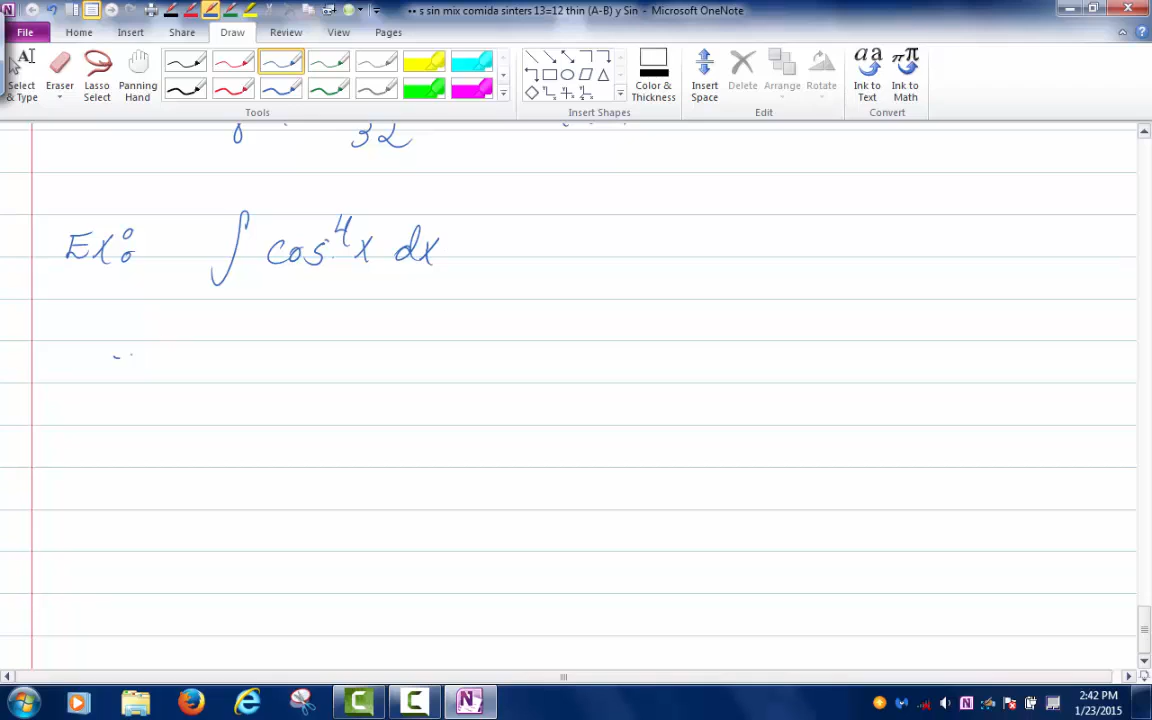 •• s sin mix comida sinters 13=12 thin (A-B) y Sin - Microsoft OneNote
File Home Insert Share Draw Review View Pages
Select & Type
Eraser
Lasso Select
Panning Hand
Color & Thickness
Insert Space
Delete
Arrange
Rotate
Ink to Text
Ink to Math
Tools
Insert Shapes
Edit
Convert
32
Ex: ∫ cos⁴x dx
2:42 PM
1/23/2015